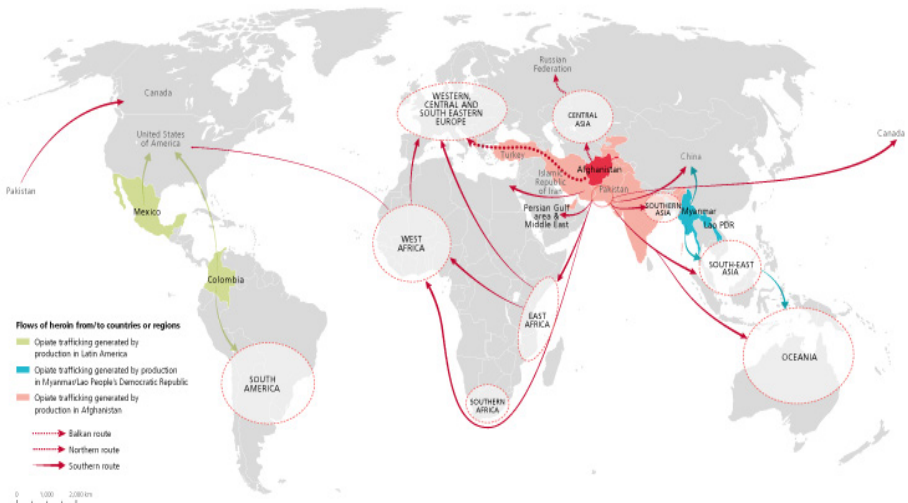 Russian
Federation
Canada
WESTERN,
CENTRAL AND
SOUTH EASTERN
EUROPE
CENTRAL
ASIA
United States
of America
Canada
Turkey
Afghanistan
China
Islamic
Republic
of Iran
Pakistan
Pakistan
Mexico
Persian Gulf
area &
Middle East
SOUTHERN
ASIA
Myanmar
Lao PDR
WEST
AFRICA
SOUTH-EAST
ASIA
Colombia
EAST
AFRICA
Flows of heroin from/to countries or regions
Opiate trafficking generated by
production in Latin America
Opiate trafficking generated by production
in Myanmar/Lao People's Democratic Republic
Opiate trafficking generated by
production in Afghanistan
OCEANIA
SOUTH
AMERICA
SOUTHERN
AFRICA
Balkan route
Northern route
Southern route
0 1,000 2,000 km